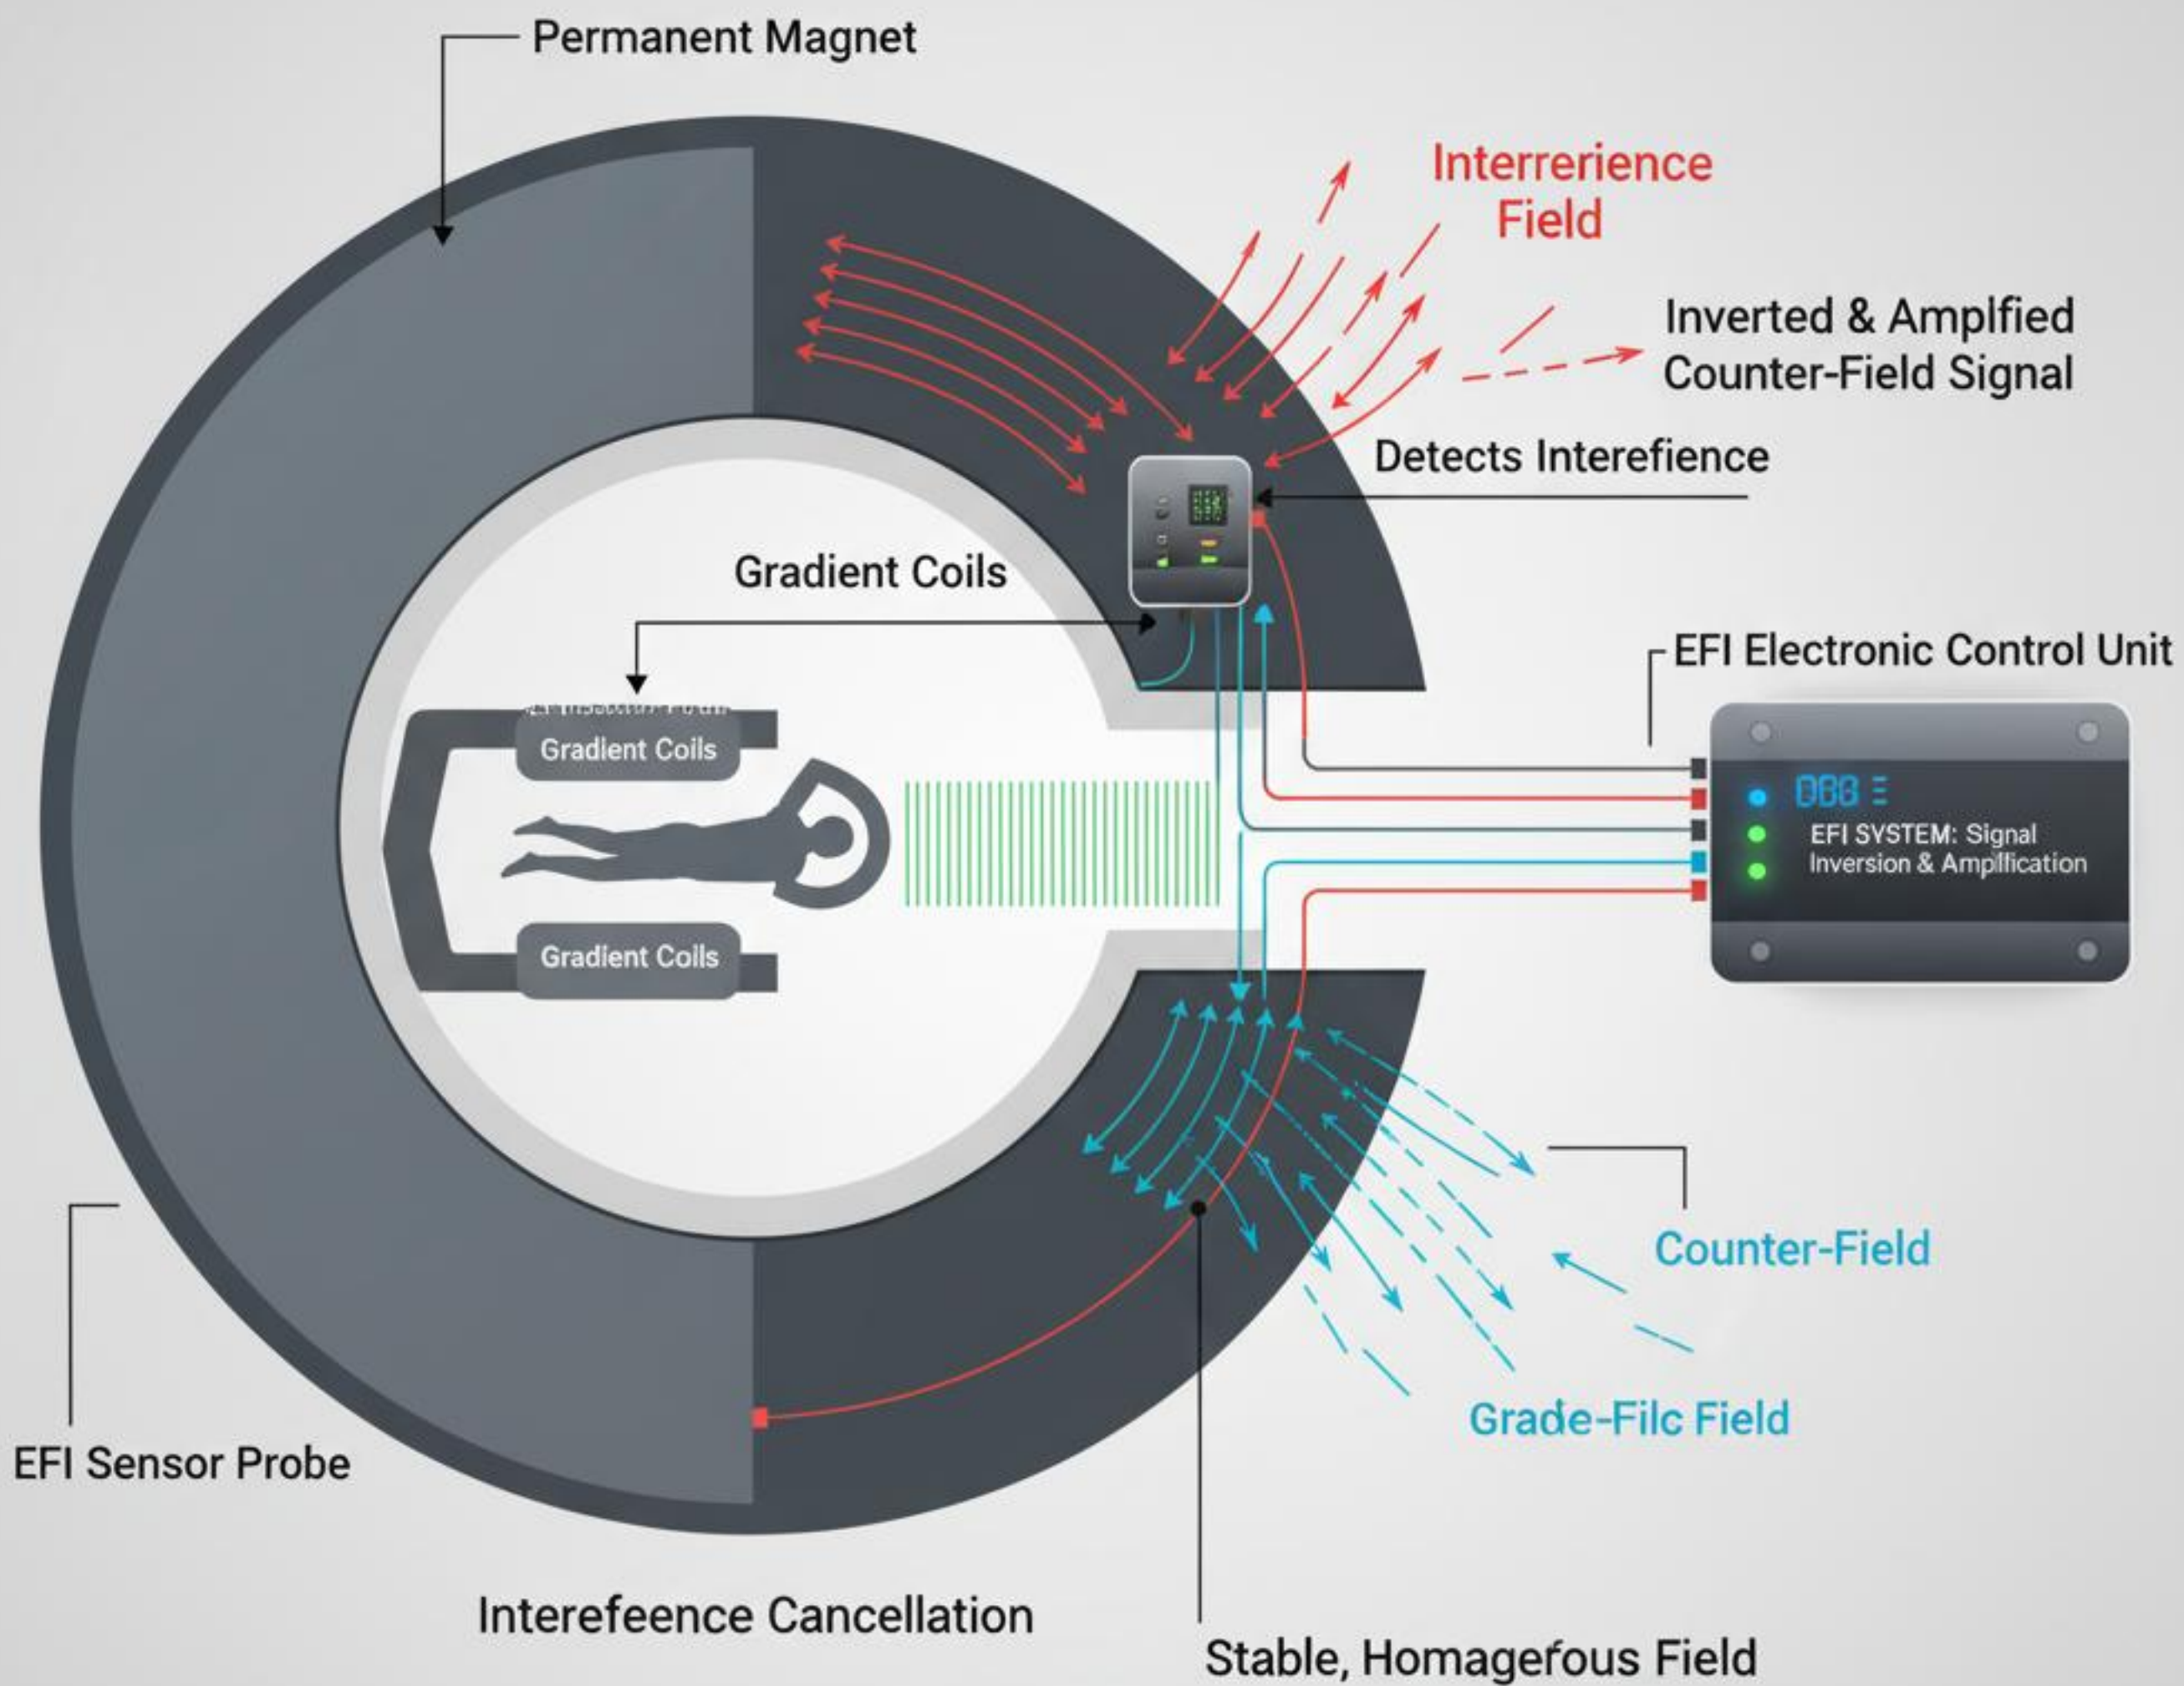 Permanent Magnet
Interrerience
Field
Inverted & Amplfied
Counter-Field Signal
Detects Interefience
Gradient Coils
EFI Electronic Control Unit
Gradient Coils
EFI SYSTEM: Signal
Inversion & Amplification
Gradient Coils
Counter-Field
Grade-Filc Field
EFI Sensor Probe
Interefeence Cancellation
Stable, Homagefous Field